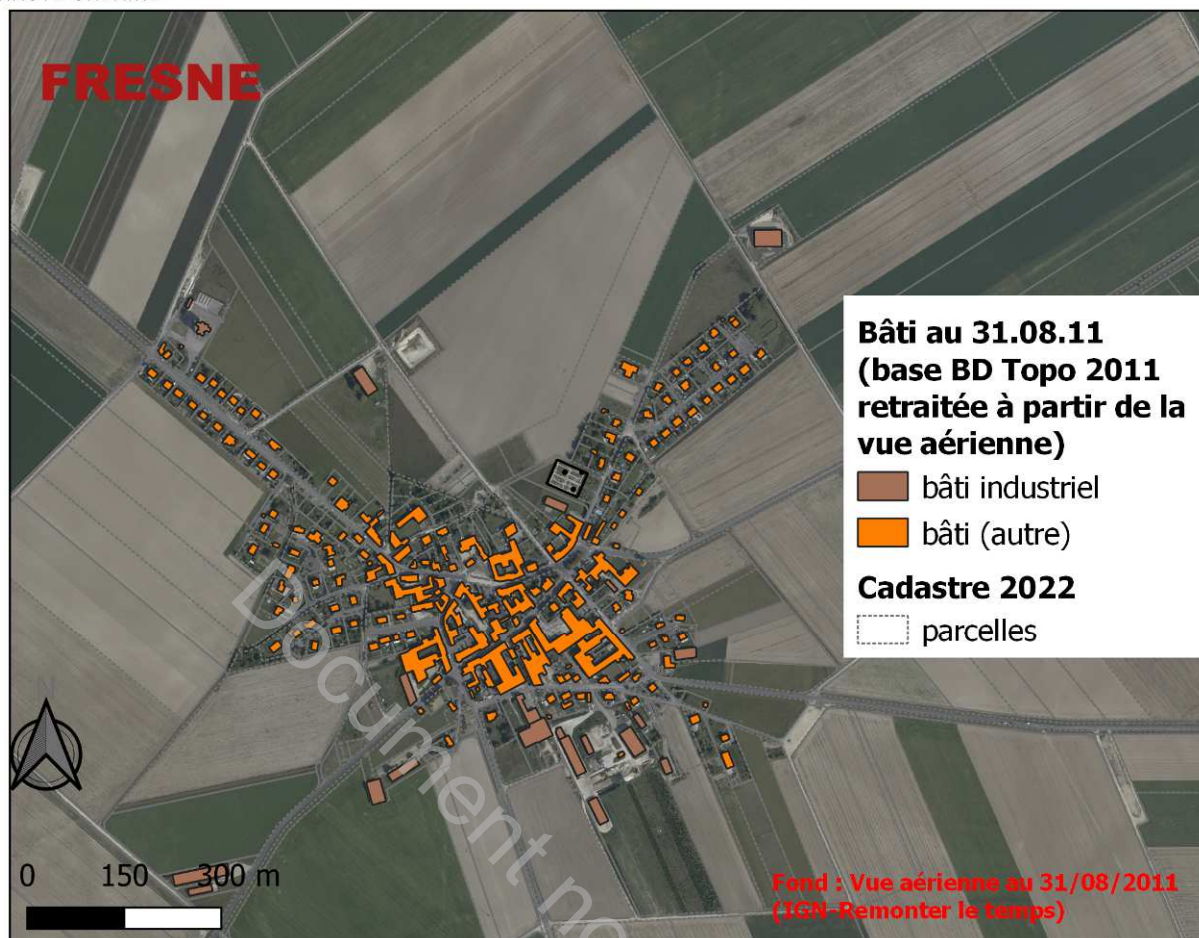 FRESNE
Bâti au 31.08.11
(base BD Topo 2011
retraitée à partir de la
vue aérienne)
bâti industriel
bâti (autre)
Cadastre 2022
parcelles
N
0 150 300 m
Fond : Vue aérienne au 31/08/2011
(IGN-Remonter le temps)
Document